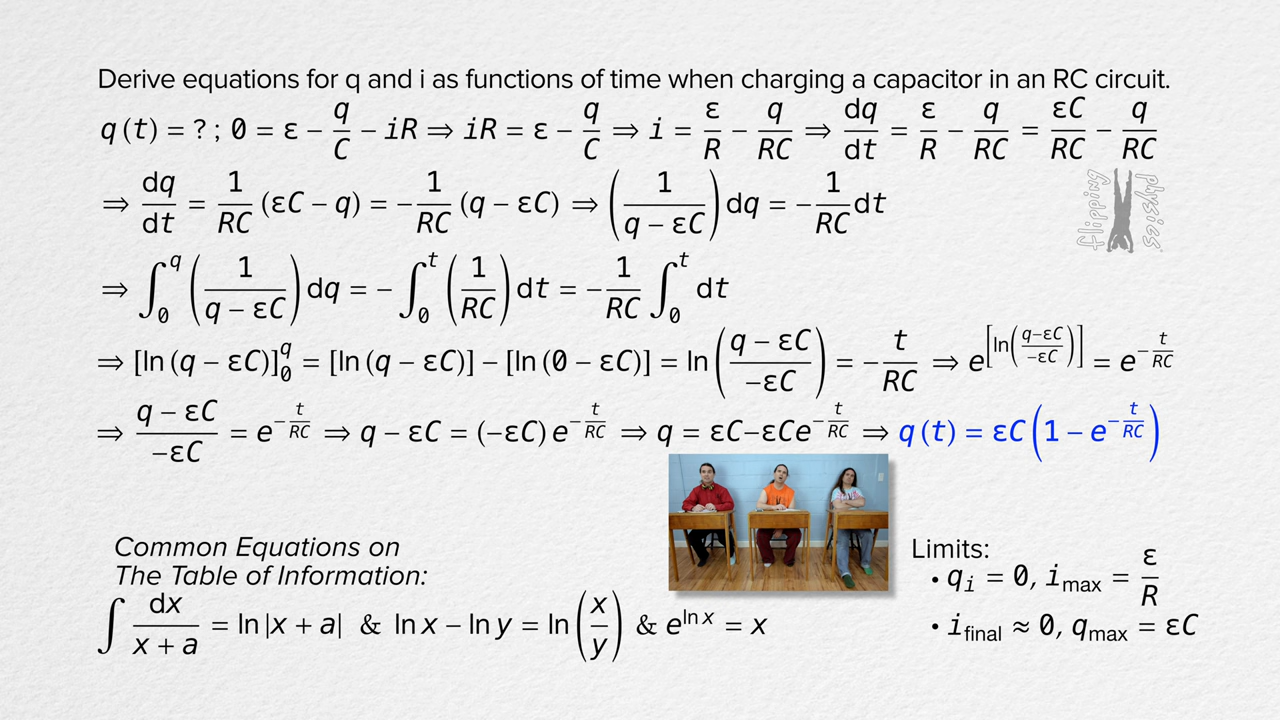 Derive equations for q and i as functions of time when charging a capacitor in an RC circuit.
q (t) = ? ; 0 = ε − q/C − iR ⇒ iR = ε − q/C ⇒ i = ε/R − q/RC ⇒ dq/dt = ε/R − q/RC = εC/RC − q/RC
⇒ dq/dt = 1/RC (εC − q) = −1/RC (q − εC) ⇒ (1/(q − εC)) dq = −1/RC dt
flipping physics
⇒ ∫₀^q (1/(q − εC)) dq = − ∫₀^t (1/RC) dt = −1/RC ∫₀^t dt
⇒ [ln (q − εC)]₀^q = [ln (q − εC)] − [ln (0 − εC)] = ln ((q − εC)/(−εC)) = −t/RC ⇒ e^[ln((q−εC)/(−εC))] = e^(−t/RC)
⇒ (q − εC)/(−εC) = e^(−t/RC) ⇒ q − εC = (−εC) e^(−t/RC) ⇒ q = εC−εCe^(−t/RC) ⇒ q (t) = εC(1 − e^(−t/RC))
Common Equations on
The Table of Information:
∫ dx/(x + a) = ln |x + a| & ln x − ln y = ln (x/y) & e^(ln x) = x
Limits:
• qᵢ = 0, i_max = ε/R
• i_final ≈ 0, q_max = εC